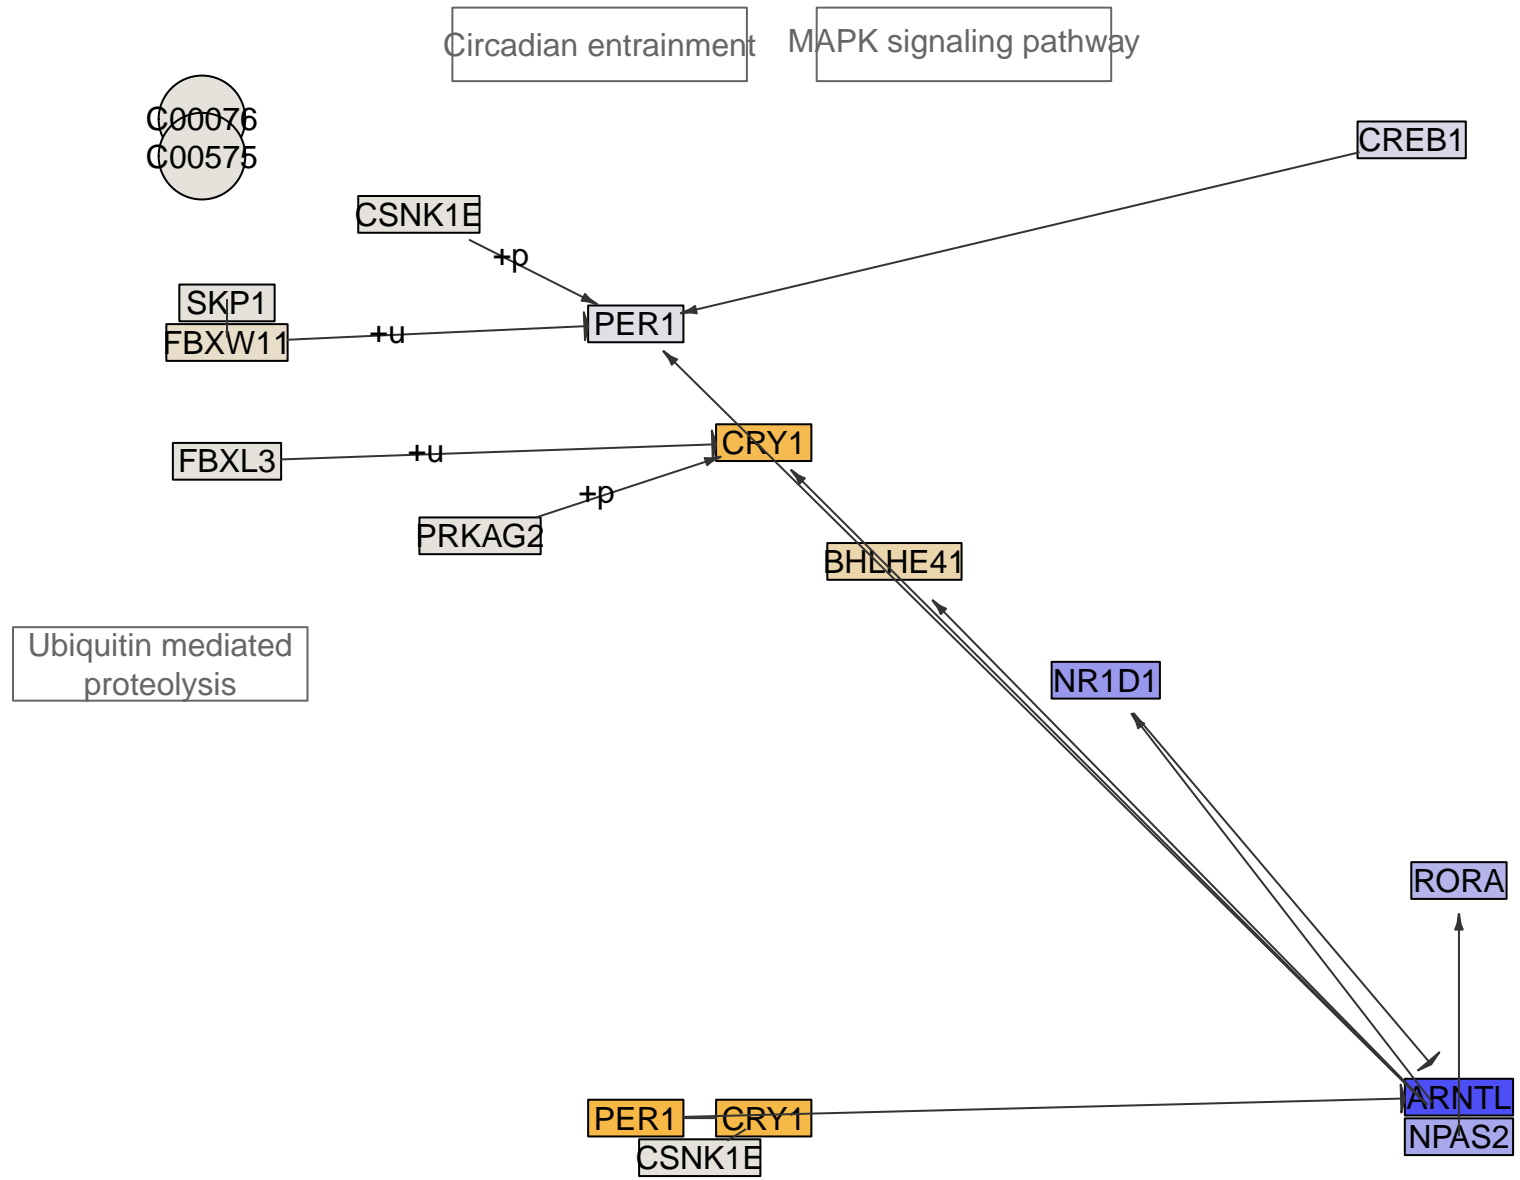 Circadian entrainment
MAPK signaling pathway
C00076
C00575
CREB1
CSNK1E
+p
SKP1
FBXW11
+u
PER1
CRY1
FBXL3
+u
+p
PRKAG2
BHLHE41
Ubiquitin mediated
proteolysis
NR1D1
RORA
ARNTL
NPAS2
PER1
CRY1
CSNK1E